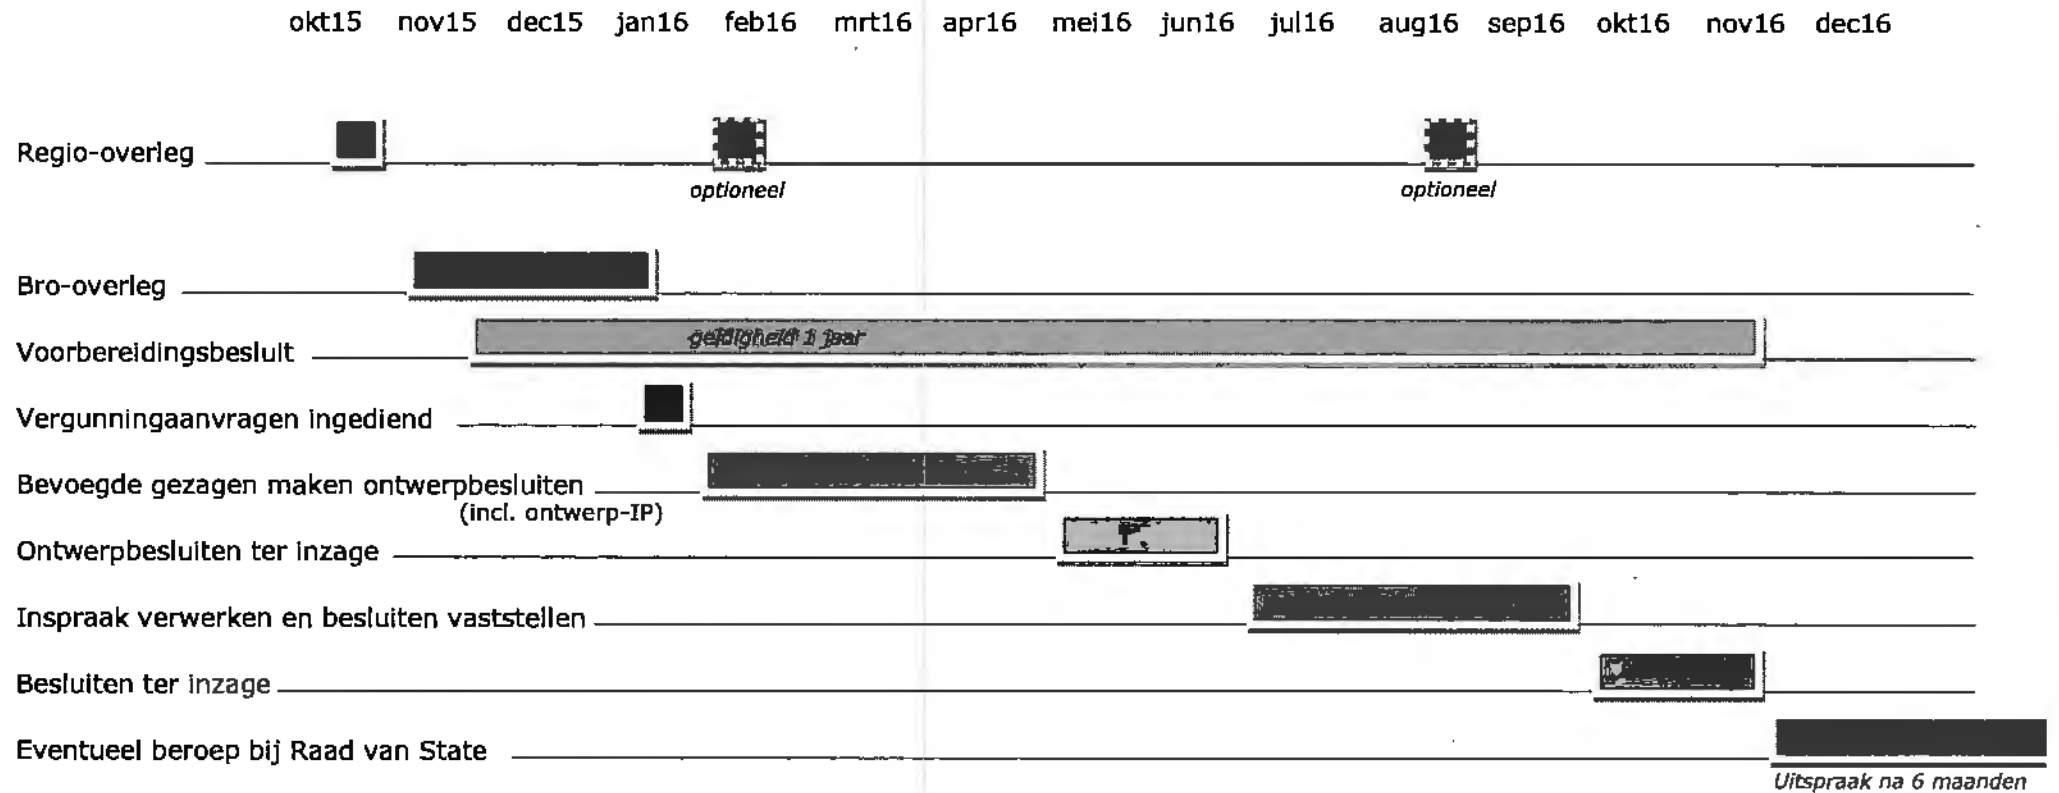 okt15 nov15 dec15 jan16 feb16 mrt16 apr16 mei16 jun16 jul16 aug16 sep16 okt16 nov16 dec16
Regio-overleg
optioneel optioneel
Bro-overleg
Voorbereidingsbesluit geldigheid 1 jaar
Vergunningaanvragen ingediend
Bevoegde gezagen maken ontwerpbesluiten
(incl. ontwerp-IP)
Ontwerpbesluiten ter inzage
Inspraak verwerken en besluiten vaststellen
Besluiten ter inzage
Eventueel beroep bij Raad van State
Uitspraak na 6 maanden